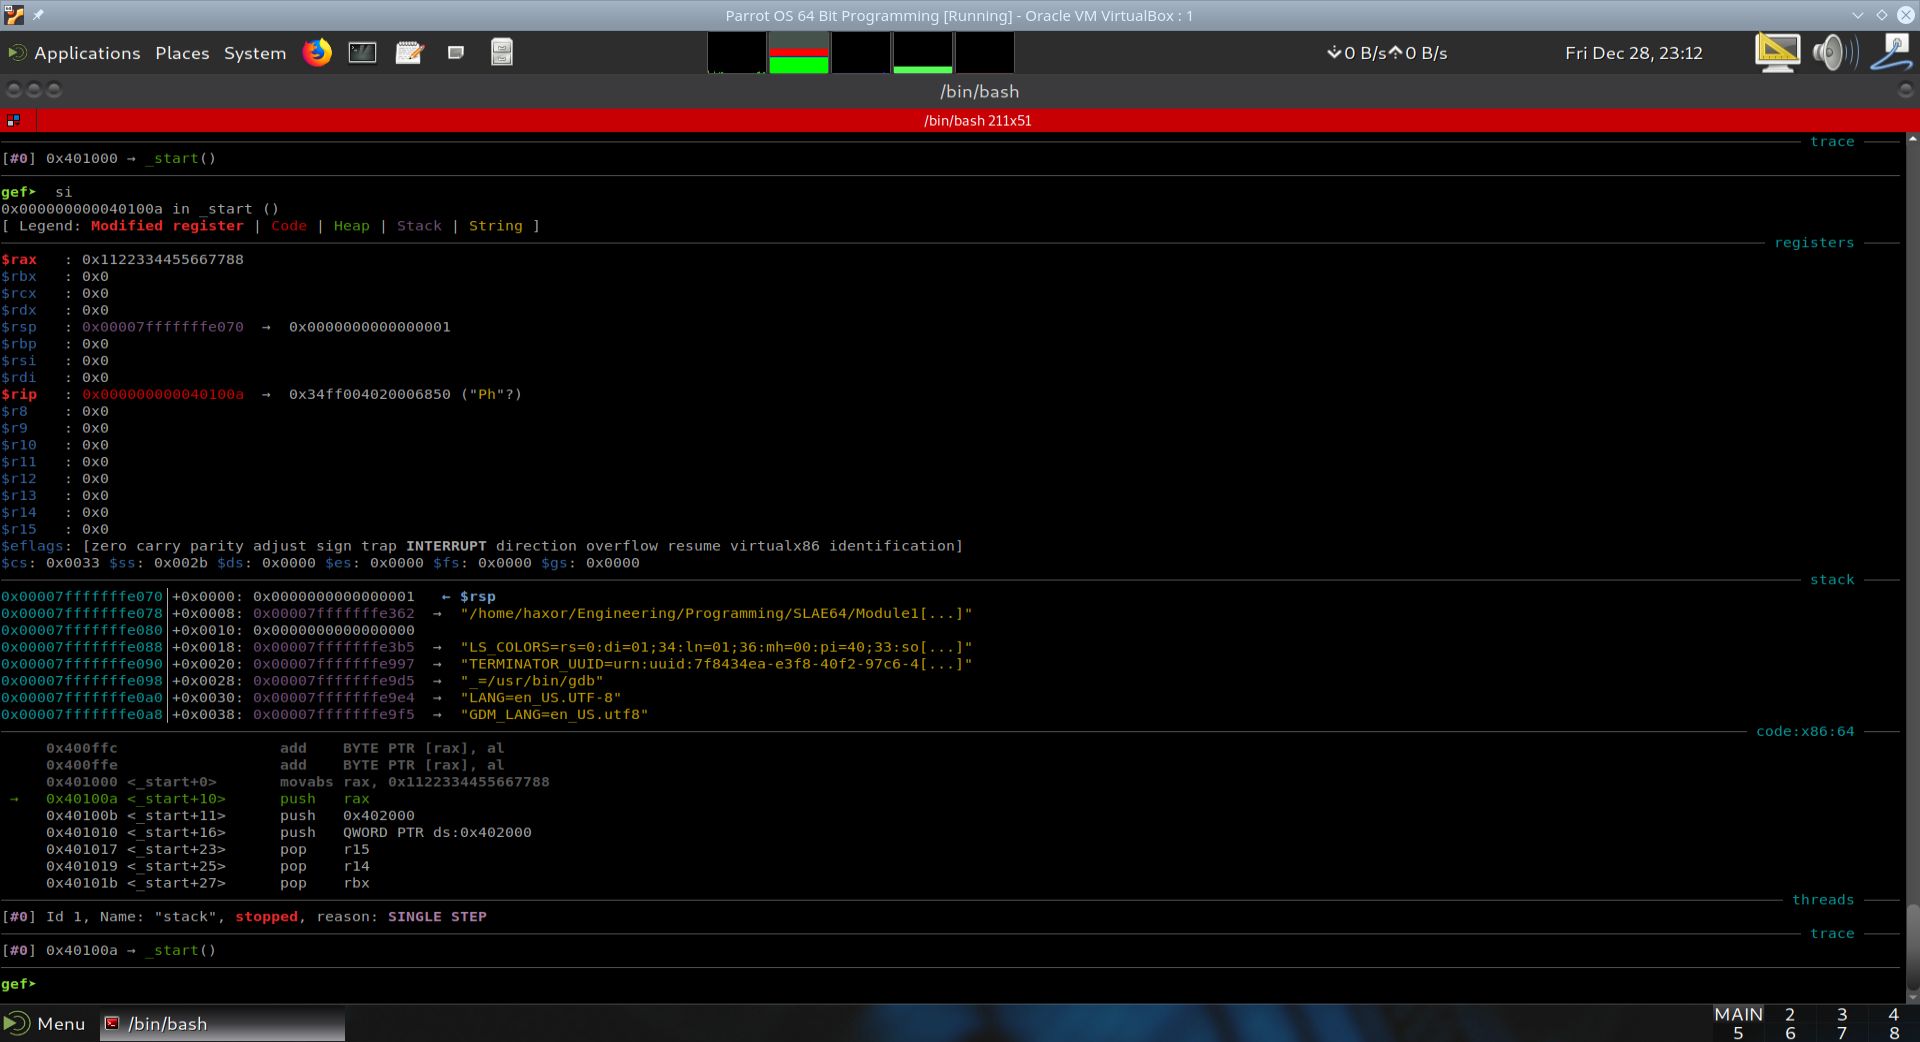 Parrot OS 64 Bit Programming [Running] - Oracle VM VirtualBox : 1
Applications Places System 0 B/s 0 B/s Fri Dec 28, 23:12
/bin/bash
/bin/bash 211x51
trace
[#0] 0x401000 → _start()
gef➤ si
0x000000000040100a in _start ()
[ Legend: Modified register | Code | Heap | Stack | String ]
registers
$rax : 0x1122334455667788
$rbx : 0x0
$rcx : 0x0
$rdx : 0x0
$rsp : 0x00007fffffffe070 → 0x0000000000000001
$rbp : 0x0
$rsi : 0x0
$rdi : 0x0
$rip : 0x000000000040100a → 0x34ff004020006850 ("Ph"?)
$r8 : 0x0
$r9 : 0x0
$r10 : 0x0
$r11 : 0x0
$r12 : 0x0
$r13 : 0x0
$r14 : 0x0
$r15 : 0x0
$eflags: [zero carry parity adjust sign trap INTERRUPT direction overflow resume virtualx86 identification]
$cs: 0x0033 $ss: 0x002b $ds: 0x0000 $es: 0x0000 $fs: 0x0000 $gs: 0x0000
stack
0x00007fffffffe070│+0x0000: 0x0000000000000001 ← $rsp
0x00007fffffffe078│+0x0008: 0x00007fffffffe362 → "/home/haxor/Engineering/Programming/SLAE64/Module1[...]"
0x00007fffffffe080│+0x0010: 0x0000000000000000
0x00007fffffffe088│+0x0018: 0x00007fffffffe3b5 → "LS_COLORS=rs=0:di=01;34:ln=01;36:mh=00:pi=40;33:so[...]"
0x00007fffffffe090│+0x0020: 0x00007fffffffe997 → "TERMINATOR_UUID=urn:uuid:7f8434ea-e3f8-40f2-97c6-4[...]"
0x00007fffffffe098│+0x0028: 0x00007fffffffe9d5 → "_=/usr/bin/gdb"
0x00007fffffffe0a0│+0x0030: 0x00007fffffffe9e4 → "LANG=en_US.UTF-8"
0x00007fffffffe0a8│+0x0038: 0x00007fffffffe9f5 → "GDM_LANG=en_US.utf8"
code:x86:64
0x400ffc add BYTE PTR [rax], al
0x400ffe add BYTE PTR [rax], al
0x401000 <_start+0> movabs rax, 0x1122334455667788
→ 0x40100a <_start+10> push rax
0x40100b <_start+11> push 0x402000
0x401010 <_start+16> push QWORD PTR ds:0x402000
0x401017 <_start+23> pop r15
0x401019 <_start+25> pop r14
0x40101b <_start+27> pop rbx
threads
[#0] Id 1, Name: "stack", stopped, reason: SINGLE STEP
trace
[#0] 0x40100a → _start()
gef➤
Menu /bin/bash
MAIN 2 3 4
5 6 7 8